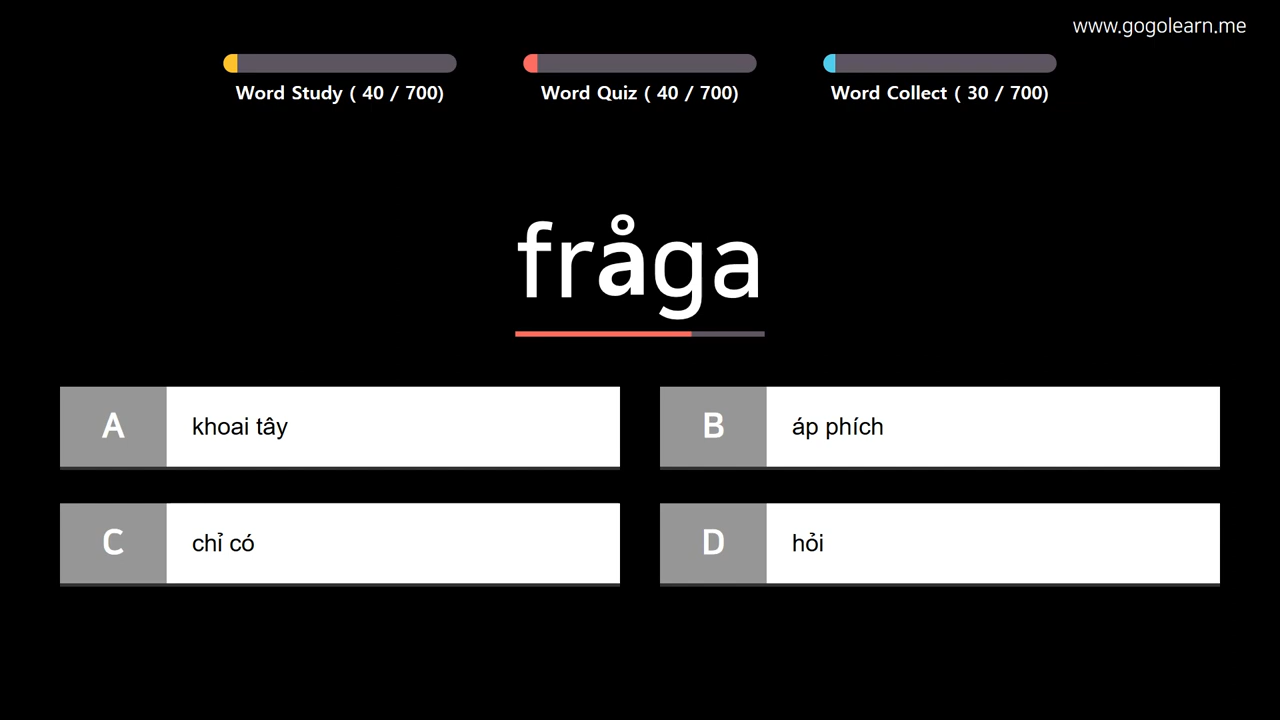 www.gogolearn.me
Word Study ( 40 / 700)
Word Quiz ( 40 / 700)
Word Collect ( 30 / 700)
fråga
A khoai tây
B áp phích
C chỉ có
D hỏi